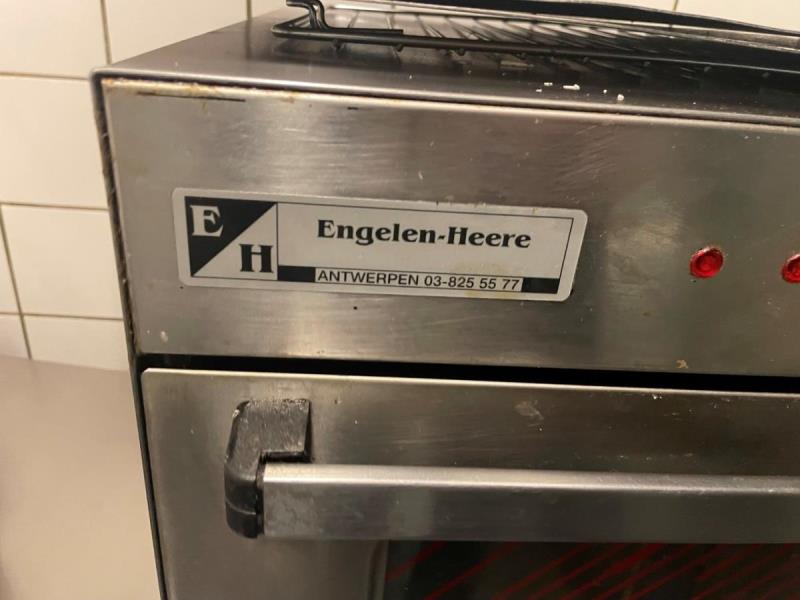 E
H
Engelen-Heere
ANTWERPEN 03-825 55 77